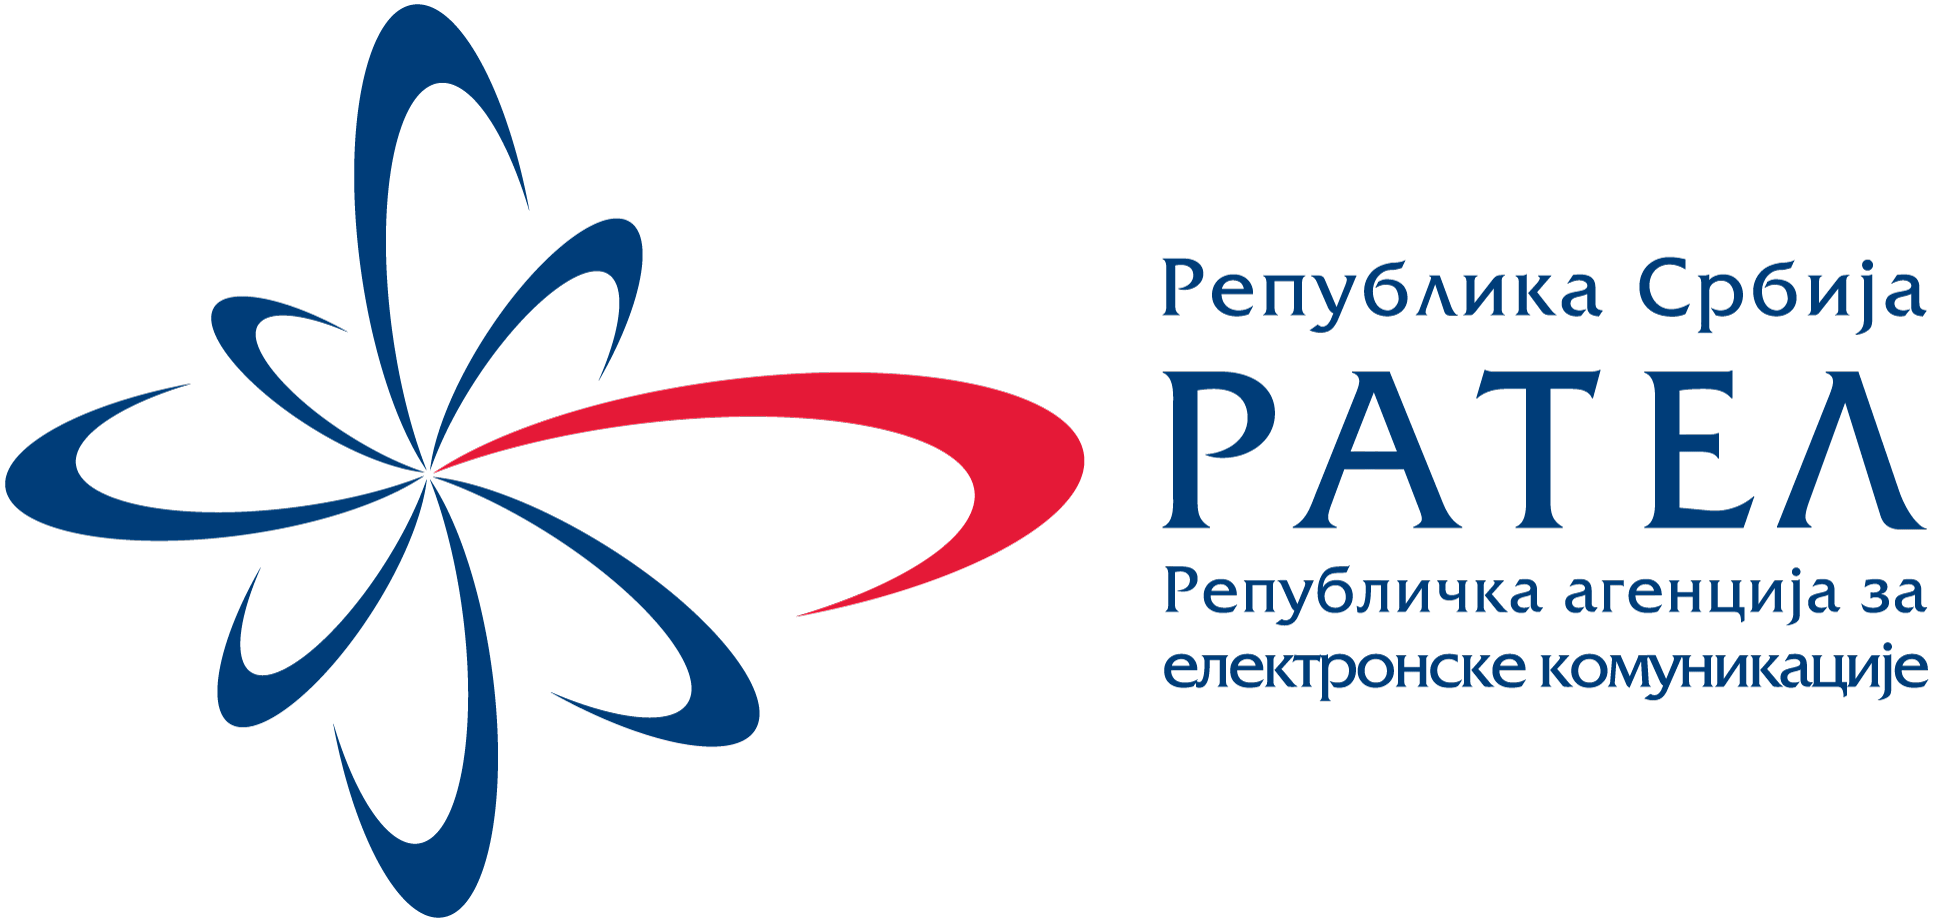 Република Србија
РАТЕЛ
Републичка агенција за
електронске комуникације